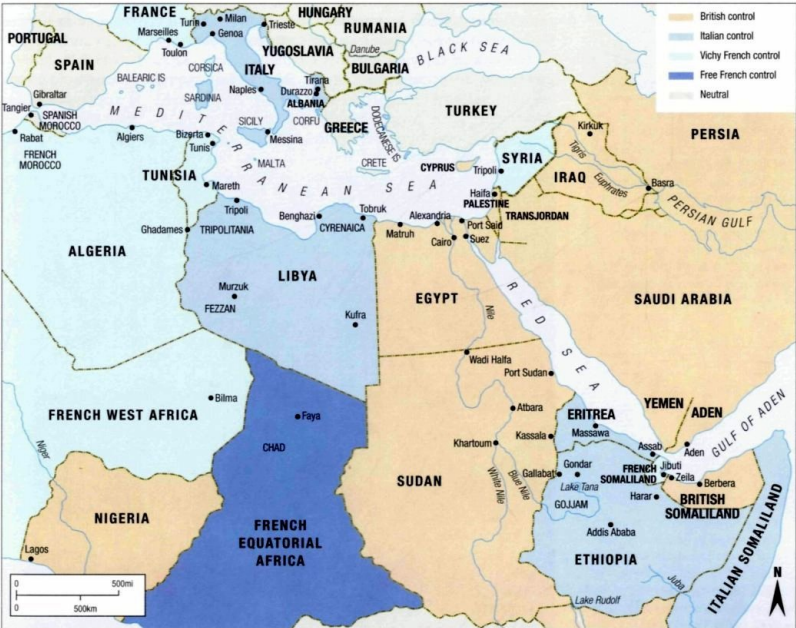 FRANCE
Milan
Turin
Trieste
HUNGARY
British control
Italian control
Vichy French control
Free French control
Neutral
PORTUGAL
Marseilles
Genoa
RUMANIA
Toulon
YUGOSLAVIA
Danube
BLACK SEA
SPAIN
CORSICA
ITALY
BULGARIA
BALEARIC IS
Tirana
Gibraltar
SARDINIA
Naples
Durazzo
ALBANIA
Tangier
SPANISH
MOROCCO
MEDITERRANEAN SEA
SICILY
CORFU
GREECE
DODECANESE IS
TURKEY
Kirkuk
PERSIA
Rabat
Algiers
Bizerta
Tunis
Messina
FRENCH
MOROCCO
MALTA
CRETE
CYPRUS
Tripoli
SYRIA
Tigris
IRAQ
Euphrates
Basra
TUNISIA
Mareth
Haifa
PALESTINE
PERSIAN GULF
Tripoli
Benghazi
Tobruk
Alexandria
Port Said
TRANSJORDAN
Ghadames
TRIPOLITANIA
CYRENAICA
Matruh
Cairo
Suez
ALGERIA
LIBYA
Murzuk
FEZZAN
EGYPT
RED SEA
SAUDI ARABIA
Kufra
Nile
Wadi Halfa
Port Sudan
Bilma
FRENCH WEST AFRICA
Faya
Atbara
ERITREA
YEMEN
ADEN
GULF OF ADEN
Niger
CHAD
Khartoum
Kassala
Massawa
Assab
Aden
Gallabat
Gondar
FRENCH
SOMALILAND
Jibuti
Zeila
Berbera
SUDAN
White Nile
Blue Nile
Lake Tana
GOJJAM
Harar
BRITISH
SOMALILAND
NIGERIA
FRENCH
EQUATORIAL
AFRICA
Addis Ababa
Lagos
ETHIOPIA
ITALIAN SOMALILAND
Juba
Lake Rudolf
N
0 500mi
0 500km